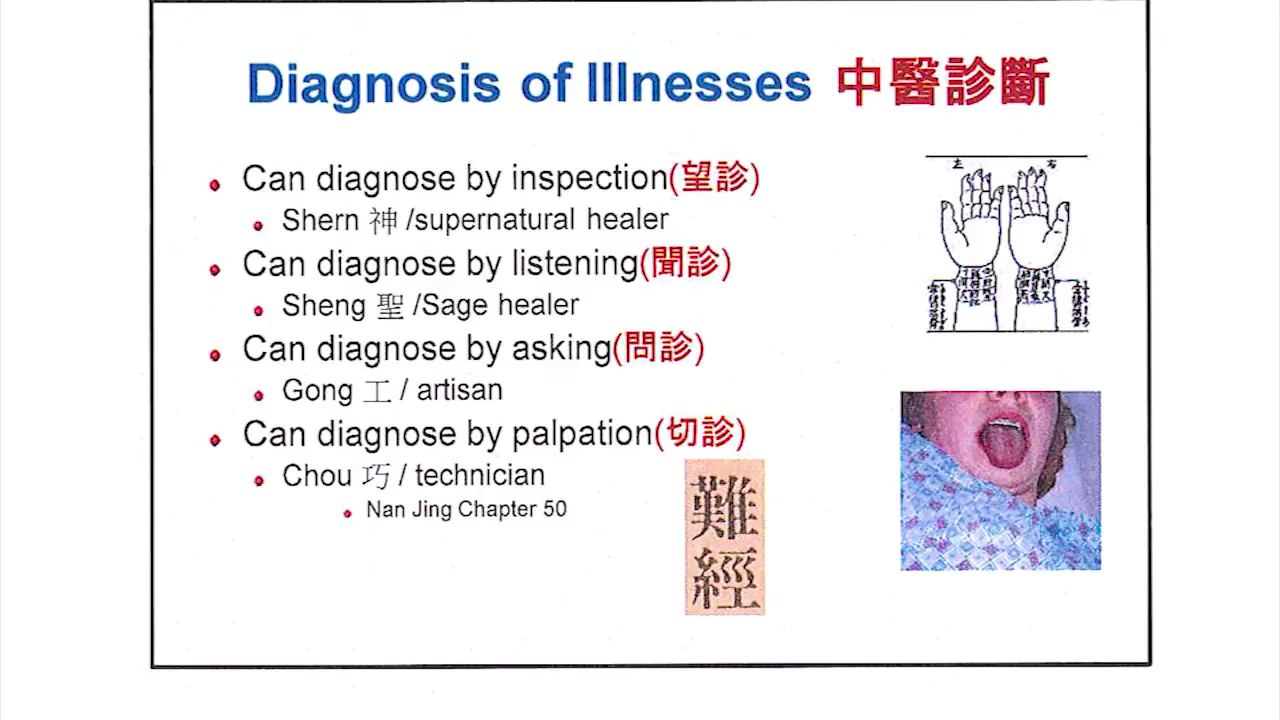 Diagnosis of Illnesses 中醫診斷
Can diagnose by inspection(望診)
Shern 神 /supernatural healer
Can diagnose by listening(聞診)
Sheng 聖 /Sage healer
Can diagnose by asking(問診)
Gong 工 / artisan
Can diagnose by palpation(切診)
Chou 巧 / technician
Nan Jing Chapter 50
難
經
左 右